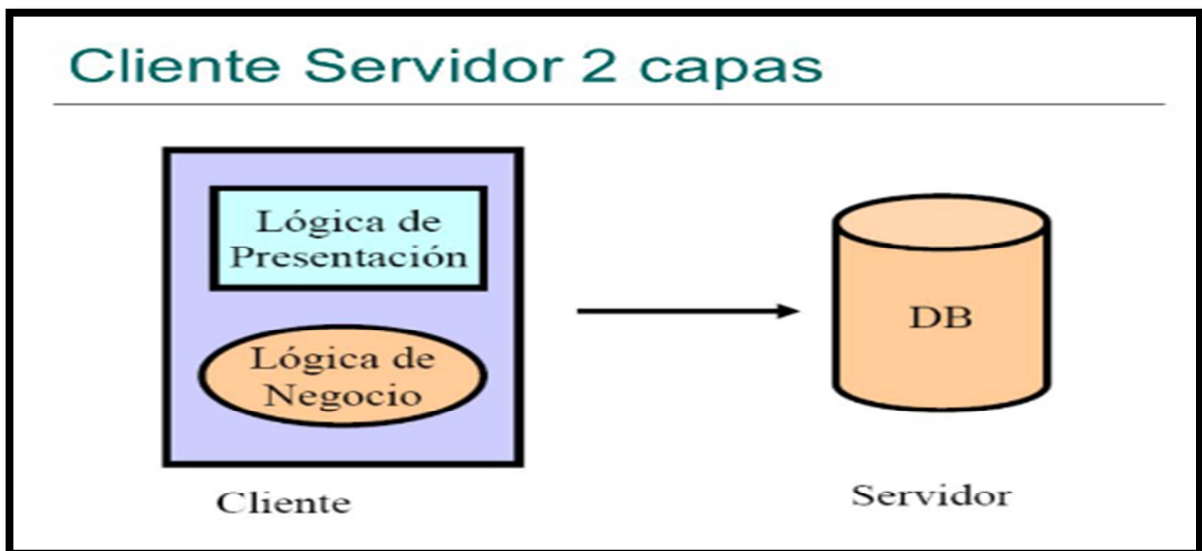 Cliente Servidor 2 capas
Lógica de
Presentación
Lógica de
Negocio
DB
Cliente
Servidor